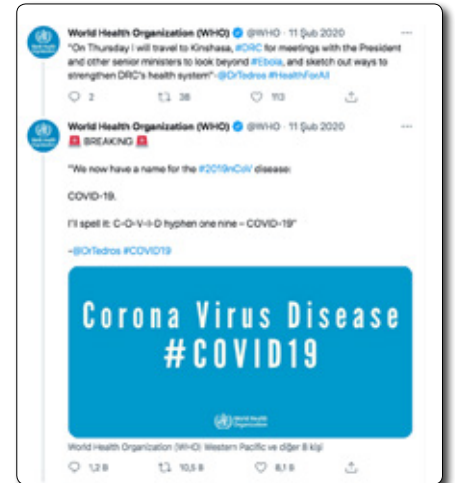 World Health Organization (WHO) @WHO · 11 Şub 2020
"On Thursday I will travel to Kinshasa, #DRC for meetings with the President
and other senior ministers to look beyond #Ebola, and sketch out ways to
strengthen DRC's health system"-@DrTedros #HealthForAll
2 38 113
World Health Organization (WHO) @WHO · 11 Şub 2020
BREAKING
"We now have a name for the #2019nCoV disease:
COVID-19.
I'll spell it: C-O-V-I-D hyphen one nine – COVID-19"
-@DrTedros #COVID19
Corona Virus Disease
#COVID19
World Health
Organization
World Health Organization (WHO) Western Pacific ve diğer 8 kişi
1,2 B 10,5 B 8,1 B